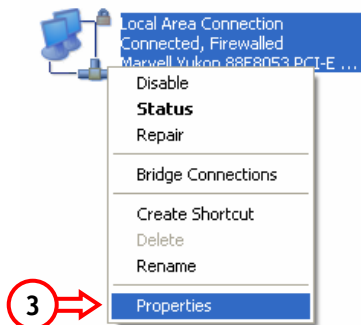 Local Area Connection
Connected, Firewalled
Marvell Yukon 88E8053 PCI-E ...
Disable
Status
Repair
Bridge Connections
Create Shortcut
Delete
Rename
3
Properties